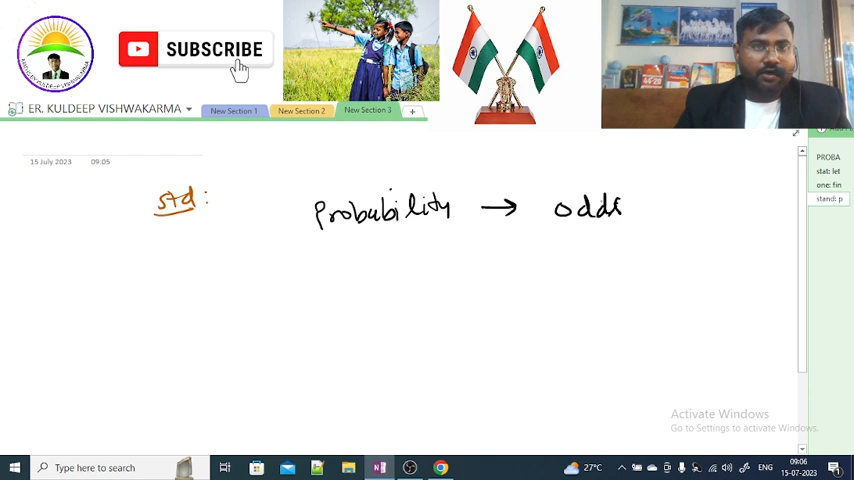 SUBSCRIBE
ER. KULDEEP VISHWAKARMA
New Section 1
New Section 2
New Section 3
+
15 July 2023 09:05
PROBA
stat: let
one: fin
stand: p
std:
Probability → odds
Activate Windows
Go to Settings to activate Windows.
Type here to search
27°C
ENG
09:06
15-07-2023
1